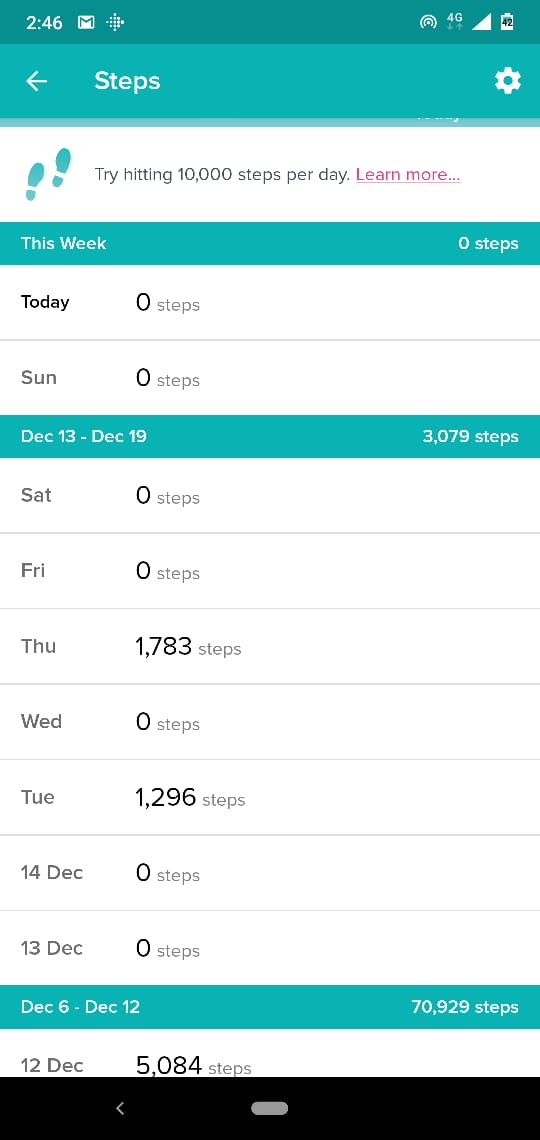 2:46
4G
42
Steps
Try hitting 10,000 steps per day. Learn more...
This Week 0 steps
Today 0 steps
Sun 0 steps
Dec 13 - Dec 19 3,079 steps
Sat 0 steps
Fri 0 steps
Thu 1,783 steps
Wed 0 steps
Tue 1,296 steps
14 Dec 0 steps
13 Dec 0 steps
Dec 6 - Dec 12 70,929 steps
12 Dec 5,084 steps